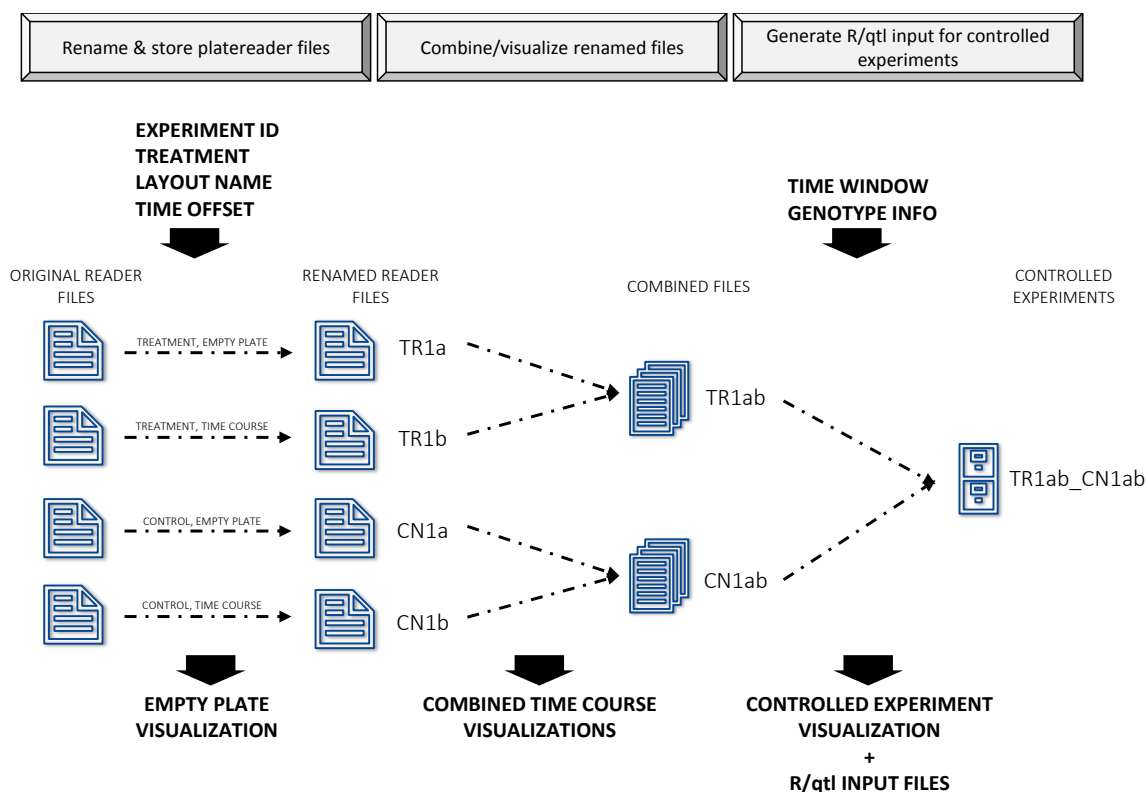 Rename & store platereader files
Combine/visualize renamed files
Generate R/qtl input for controlled
experiments
EXPERIMENT ID
TREATMENT
LAYOUT NAME
TIME OFFSET
TIME WINDOW
GENOTYPE INFO
ORIGINAL READER
FILES
RENAMED READER
FILES
COMBINED FILES
CONTROLLED
EXPERIMENTS
TREATMENT, EMPTY PLATE
TR1a
TREATMENT, TIME COURSE
TR1b
TR1ab
CONTROL, EMPTY PLATE
CN1a
CONTROL, TIME COURSE
CN1b
CN1ab
TR1ab_CN1ab
EMPTY PLATE
VISUALIZATION
COMBINED TIME COURSE
VISUALIZATIONS
CONTROLLED EXPERIMENT
VISUALIZATION
+
R/qtl INPUT FILES